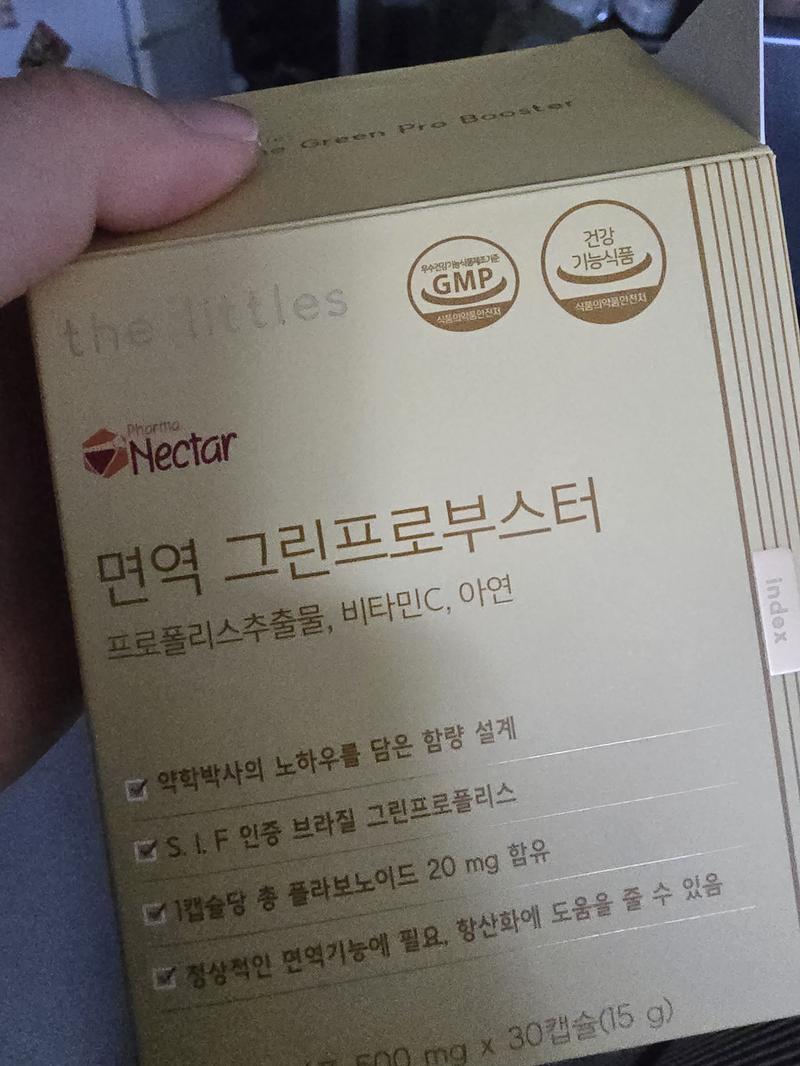 Green Pro Booster
the littles
우수건강기능식품제조기준
GMP
식품의약품안전처
건강
기능식품
식품의약품안전처
Pharma
Nectar
면역 그린프로부스터
프로폴리스추출물, 비타민C, 아연
index
약학박사의 노하우를 담은 함량 설계
S. I. F 인증 브라질 그린프로폴리스
1캡슐당 총 플라보노이드 20 mg 함유
정상적인 면역기능에 필요, 항산화에 도움을 줄 수 있음
500 mg x 30캡슐(15 g)